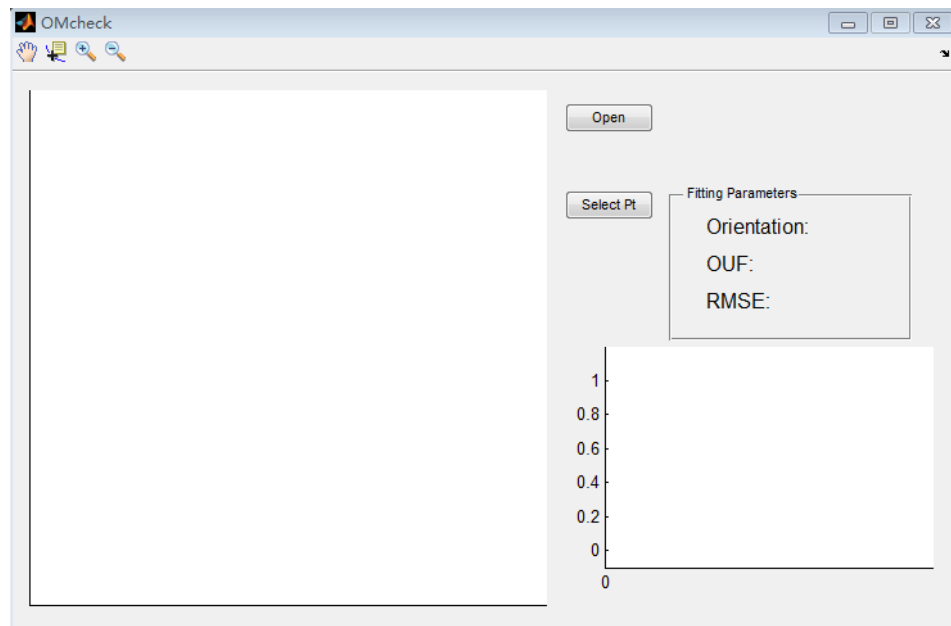 OMcheck
Open
Select Pt
Fitting Parameters
Orientation:
OUF:
RMSE:
1
0.8
0.6
0.4
0.2
0
0